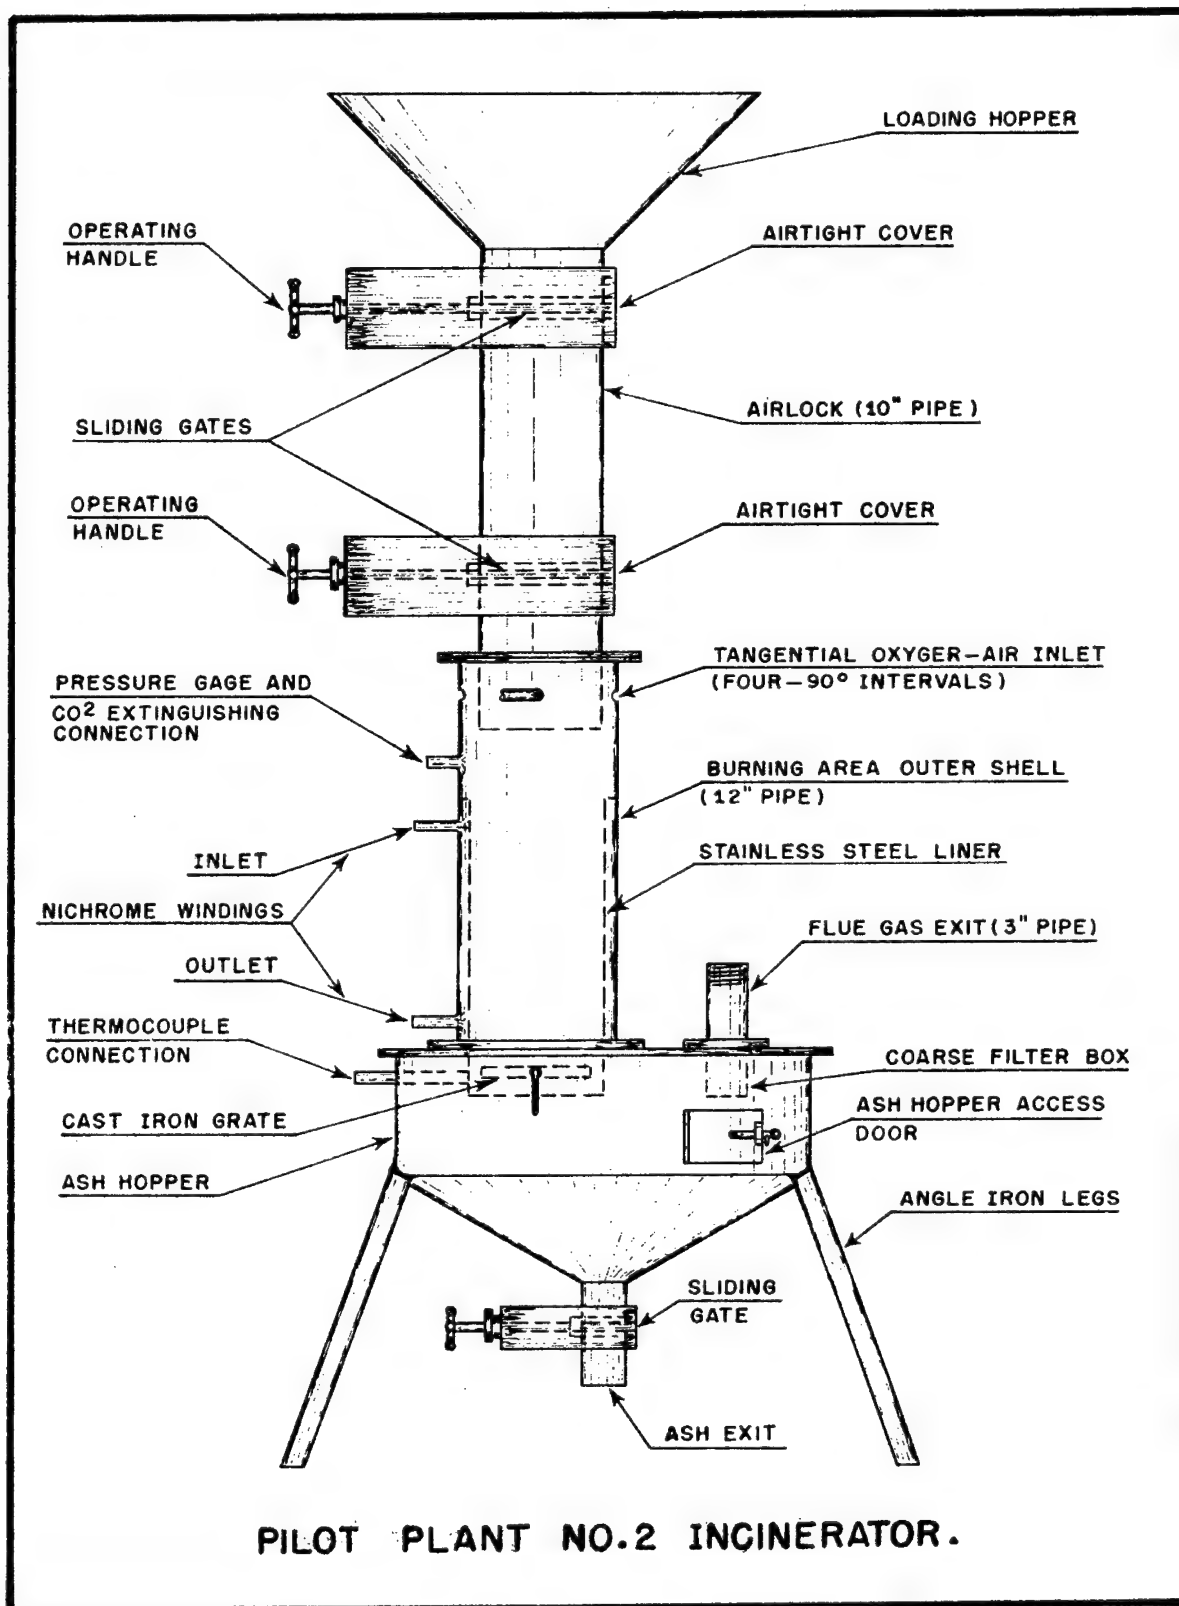 LOADING HOPPER
OPERATING
HANDLE
AIRTIGHT COVER
SLIDING GATES
AIRLOCK (10" PIPE)
OPERATING
HANDLE
AIRTIGHT COVER
TANGENTIAL OXYGER-AIR INLET
(FOUR-90° INTERVALS)
PRESSURE GAGE AND
CO² EXTINGUISHING
CONNECTION
BURNING AREA OUTER SHELL
(12" PIPE)
INLET
STAINLESS STEEL LINER
NICHROME WINDINGS
FLUE GAS EXIT (3" PIPE)
OUTLET
THERMOCOUPLE
CONNECTION
COARSE FILTER BOX
CAST IRON GRATE
ASH HOPPER ACCESS
DOOR
ASH HOPPER
ANGLE IRON LEGS
SLIDING
GATE
ASH EXIT
PILOT PLANT NO.2 INCINERATOR.